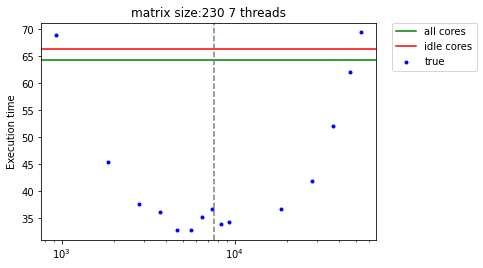 matrix size:230 7 threads
Execution time
70
65
60
55
50
45
40
35
10³
10⁴
all cores
idle cores
true